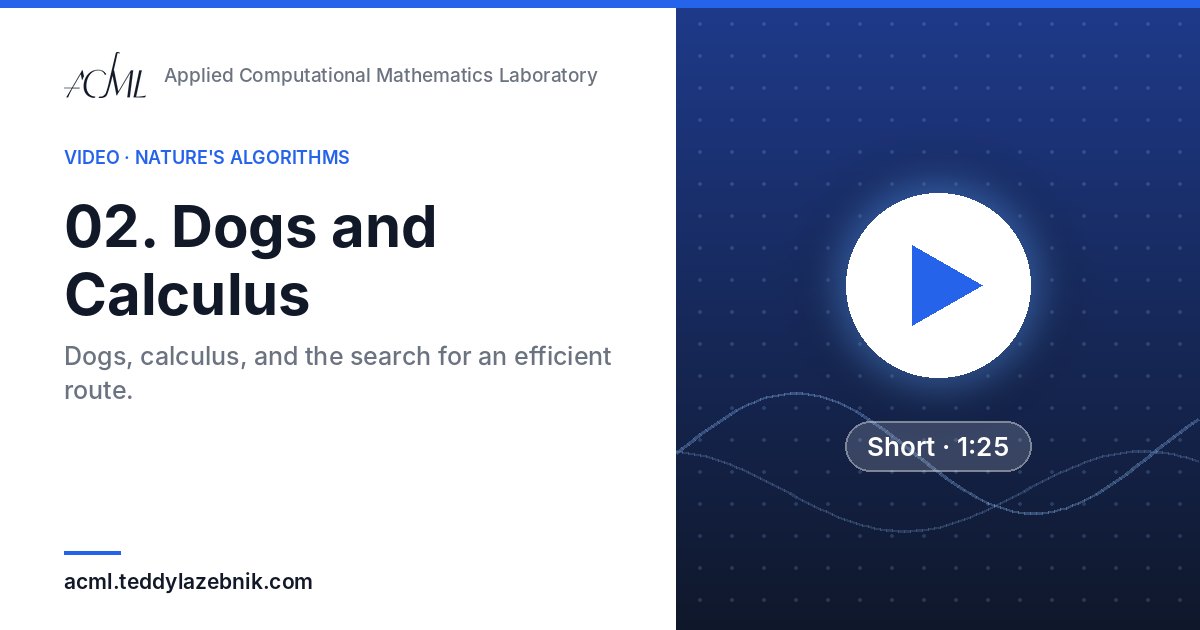 ACML
Applied Computational Mathematics Laboratory
VIDEO · NATURE'S ALGORITHMS
02. Dogs and
Calculus
Dogs, calculus, and the search for an efficient
route.
Short · 1:25
acml.teddylazebnik.com